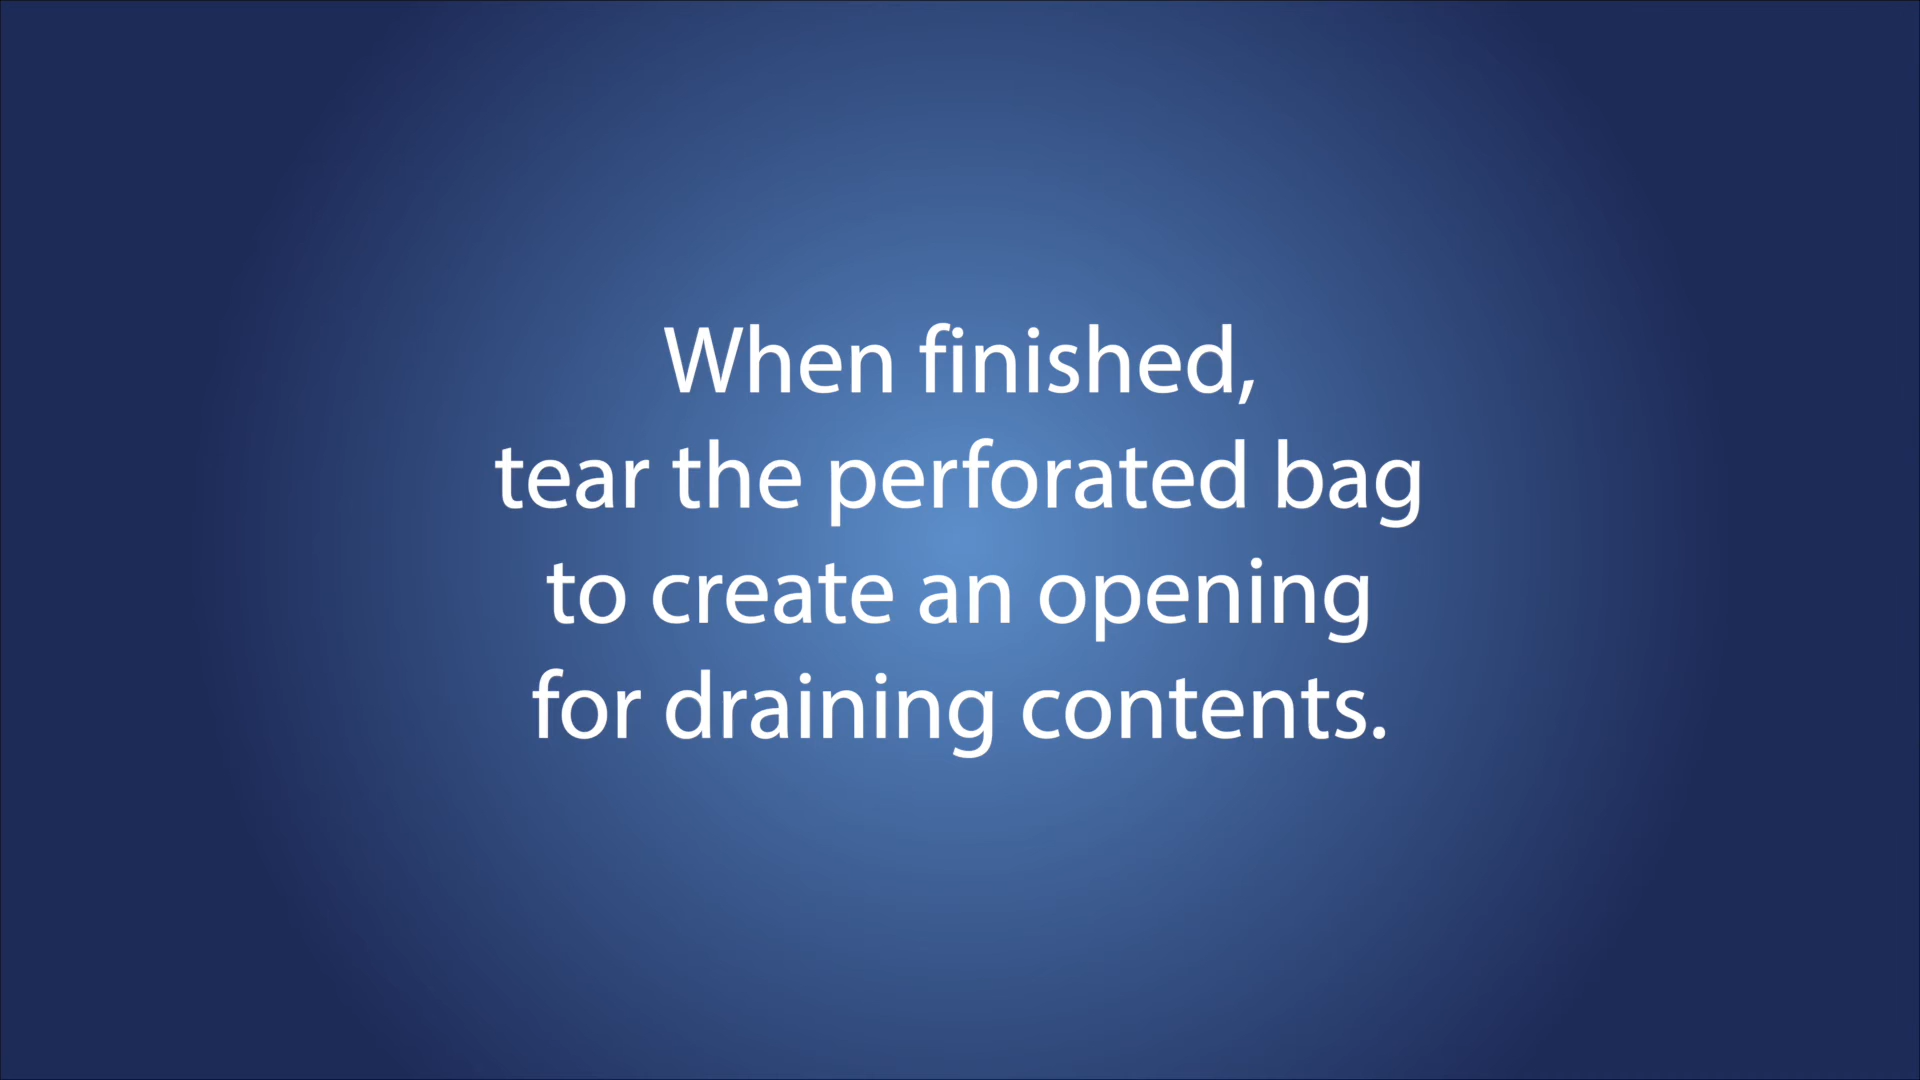 When finished,
tear the perforated bag
to create an opening
for draining contents.